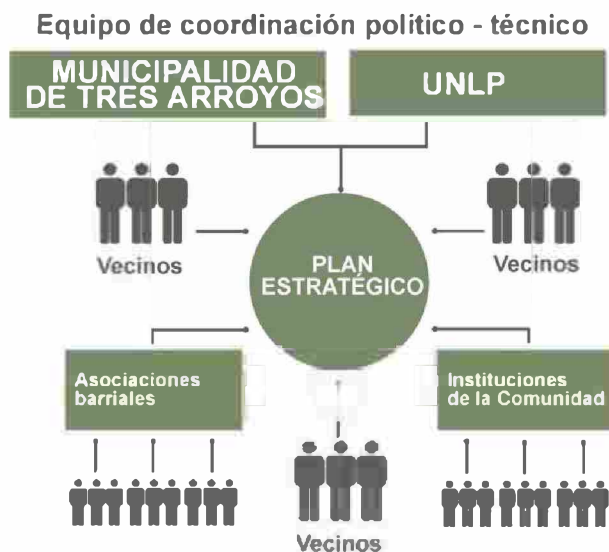 Equipo de coordinación político - técnico
MUNICIPALIDAD
DE TRES ARROYOS
UNLP
Vecinos
Vecinos
PLAN
ESTRATÉGICO
Asociaciones
barriales
Instituciones
de la Comunidad
Vecinos